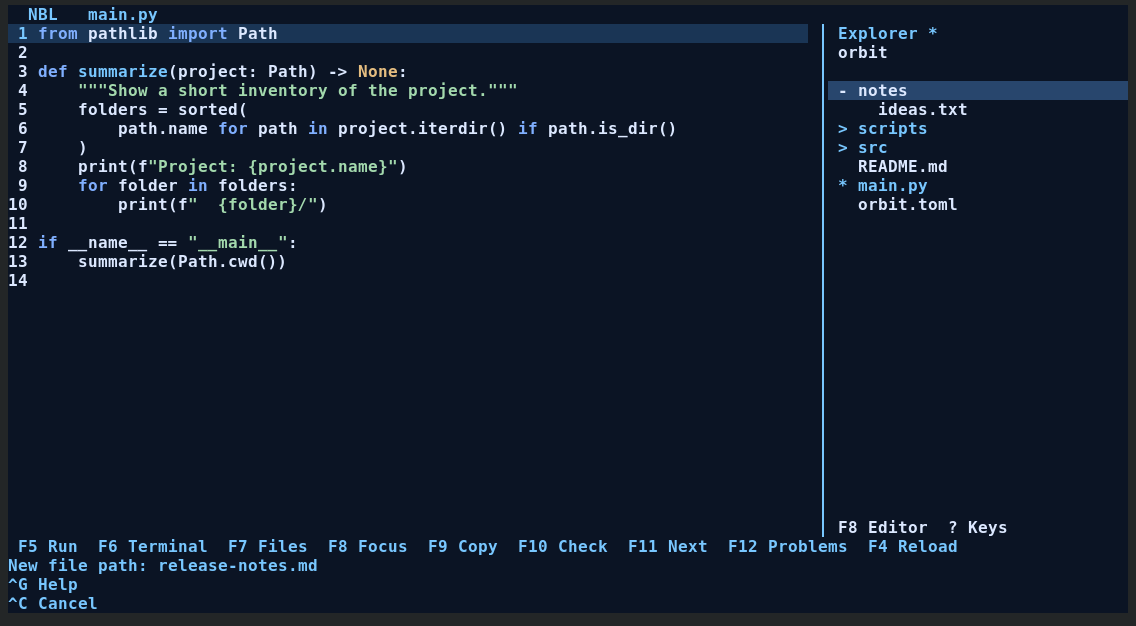 NBL   main.py
 1 from pathlib import Path
 2
 3 def summarize(project: Path) -> None:
 4     """Show a short inventory of the project."""
 5     folders = sorted(
 6         path.name for path in project.iterdir() if path.is_dir()
 7     )
 8     print(f"Project: {project.name}")
 9     for folder in folders:
10         print(f"  {folder}/")
11
12 if __name__ == "__main__":
13     summarize(Path.cwd())
14
Explorer *
orbit
- notes
    ideas.txt
> scripts
> src
  README.md
* main.py
  orbit.toml
F8 Editor  ? Keys
F5 Run  F6 Terminal  F7 Files  F8 Focus  F9 Copy  F10 Check  F11 Next  F12 Problems  F4 Reload
New file path: release-notes.md
^G Help
^C Cancel